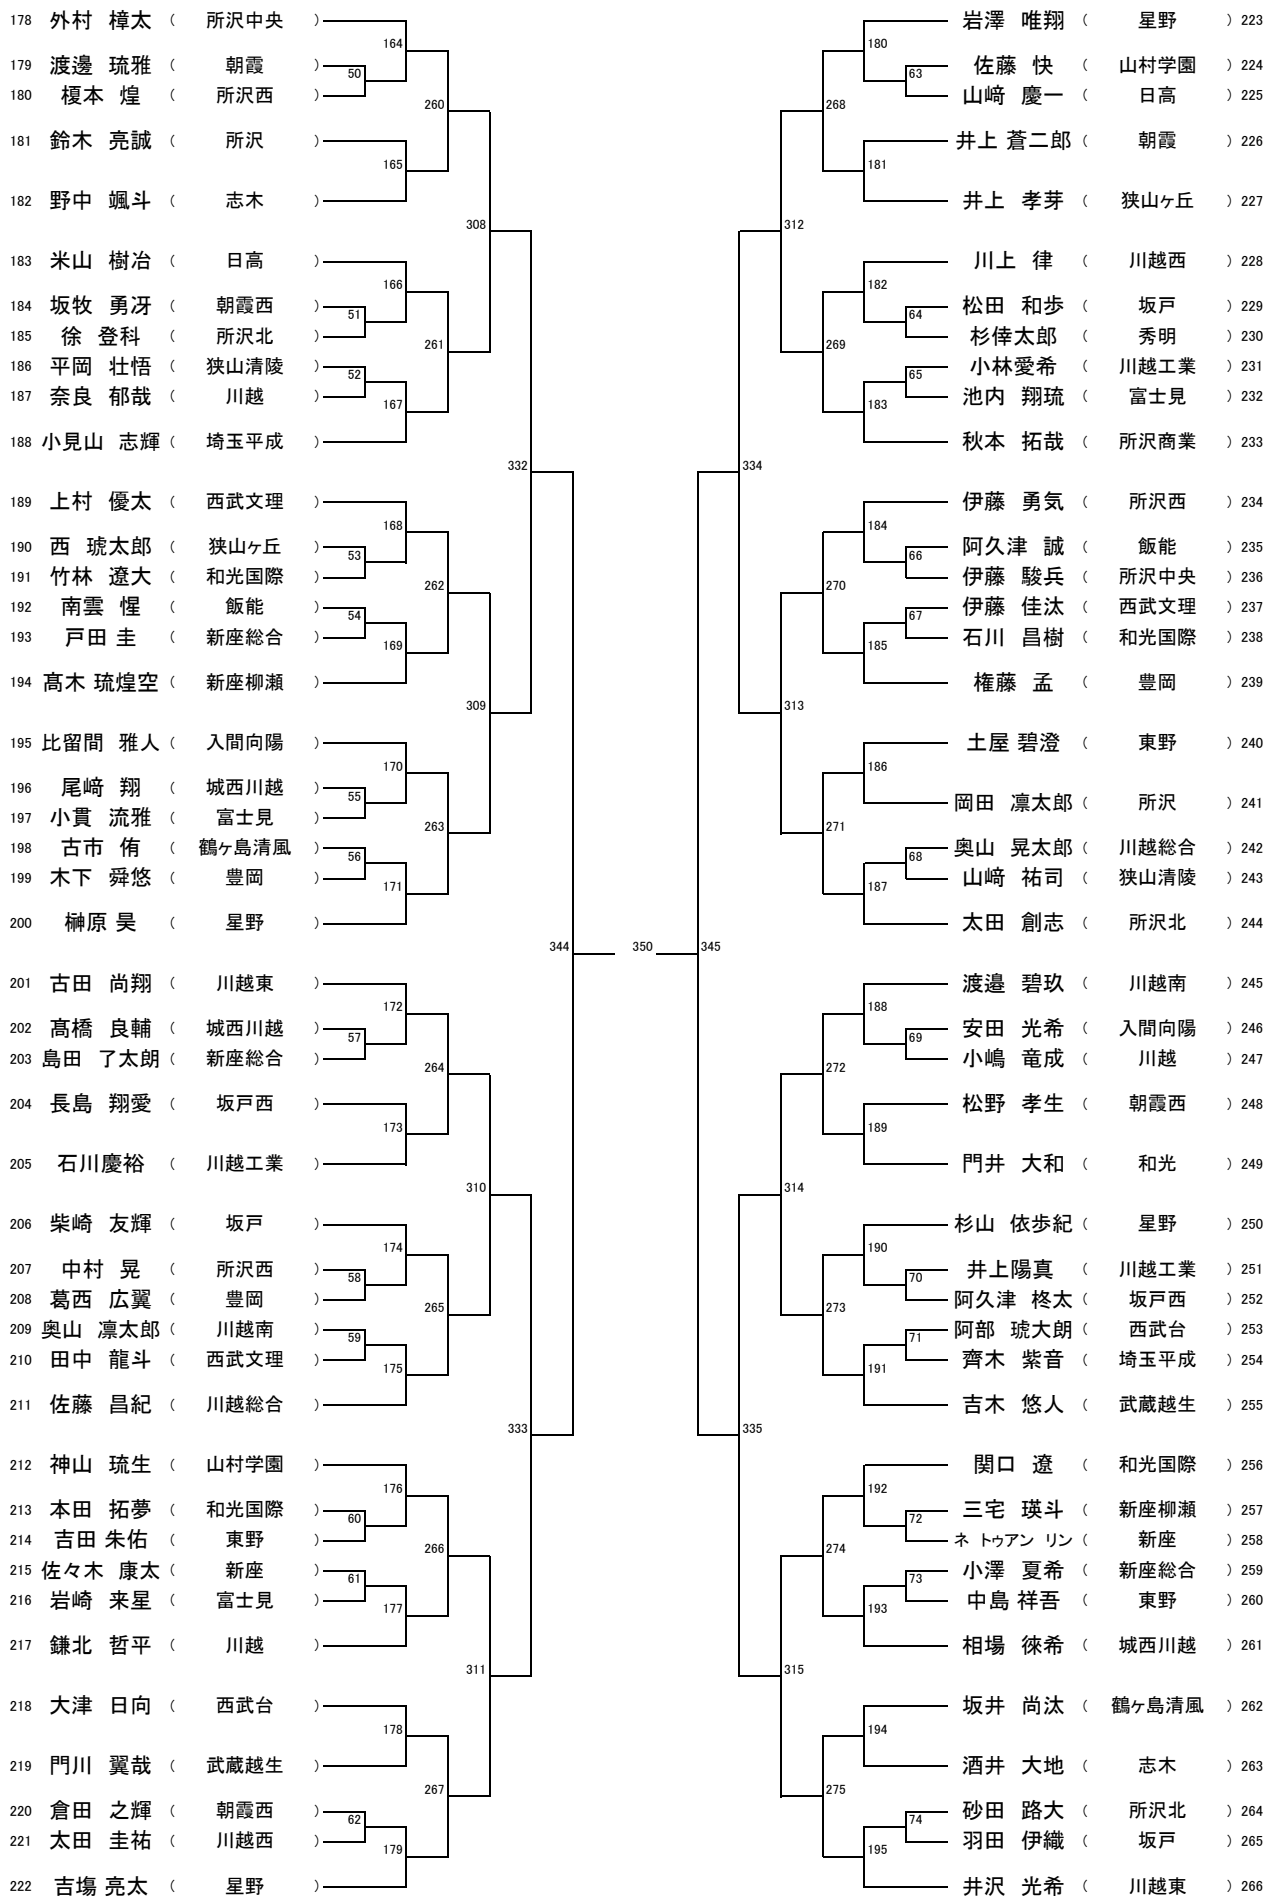 178 外村 樟太 ( 所沢中央 )
164
179 渡邊 琉雅 ( 朝霞 )
50
180 榎本 煌 ( 所沢西 )
260
181 鈴木 亮誠 ( 所沢 )
165
182 野中 颯斗 ( 志木 )
308
183 米山 樹冶 ( 日高 )
166
184 坂牧 勇冴 ( 朝霞西 )
51
185 徐 登科 ( 所沢北 )
261
186 平岡 壮悟 ( 狭山清陵 )
52
187 奈良 郁哉 ( 川越 )
167
188 小見山 志輝 ( 埼玉平成 )
332
189 上村 優太 ( 西武文理 )
168
190 西 琥太郎 ( 狭山ヶ丘 )
53
191 竹林 遼大 ( 和光国際 )
262
192 南雲 惺 ( 飯能 )
54
193 戸田 圭 ( 新座総合 )
169
194 髙木 琉煌空 ( 新座柳瀬 )
309
195 比留間 雅人 ( 入間向陽 )
170
196 尾﨑 翔 ( 城西川越 )
55
197 小貫 流雅 ( 富士見 )
263
198 古市 侑 ( 鶴ヶ島清風 )
56
199 木下 舜悠 ( 豊岡 )
171
200 榊原 昊 ( 星野 )
344
201 古田 尚翔 ( 川越東 )
172
202 髙橋 良輔 ( 城西川越 )
57
203 島田 了太朗 ( 新座総合 )
264
204 長島 翔愛 ( 坂戸西 )
173
205 石川慶裕 ( 川越工業 )
310
206 柴崎 友輝 ( 坂戸 )
174
207 中村 晃 ( 所沢西 )
58
208 葛西 広翼 ( 豊岡 )
265
209 奥山 凛太郎 ( 川越南 )
59
210 田中 龍斗 ( 西武文理 )
175
211 佐藤 昌紀 ( 川越総合 )
333
212 神山 琉生 ( 山村学園 )
176
213 本田 拓夢 ( 和光国際 )
60
214 吉田 朱佑 ( 東野 )
266
215 佐々木 康太 ( 新座 )
61
216 岩崎 来星 ( 富士見 )
177
217 鎌北 哲平 ( 川越 )
311
218 大津 日向 ( 西武台 )
178
219 門川 翼哉 ( 武蔵越生 )
267
220 倉田 之輝 ( 朝霞西 )
62
221 太田 圭祐 ( 川越西 )
179
222 吉塲 亮太 ( 星野 )
350
岩澤 唯翔 ( 星野 ) 223
180
佐藤 快 ( 山村学園 ) 224
63
山﨑 慶一 ( 日高 ) 225
268
井上 蒼二郎 ( 朝霞 ) 226
181
井上 孝芽 ( 狭山ヶ丘 ) 227
312
川上 律 ( 川越西 ) 228
182
松田 和歩 ( 坂戸 ) 229
64
杉倖太郎 ( 秀明 ) 230
269
小林愛希 ( 川越工業 ) 231
65
池内 翔琉 ( 富士見 ) 232
183
秋本 拓哉 ( 所沢商業 ) 233
334
伊藤 勇気 ( 所沢西 ) 234
184
阿久津 誠 ( 飯能 ) 235
66
伊藤 駿兵 ( 所沢中央 ) 236
270
伊藤 佳汰 ( 西武文理 ) 237
67
石川 昌樹 ( 和光国際 ) 238
185
権藤 孟 ( 豊岡 ) 239
313
土屋 碧澄 ( 東野 ) 240
186
岡田 凛太郎 ( 所沢 ) 241
271
奥山 晃太郎 ( 川越総合 ) 242
68
山﨑 祐司 ( 狭山清陵 ) 243
187
太田 創志 ( 所沢北 ) 244
345
渡邉 碧玖 ( 川越南 ) 245
188
安田 光希 ( 入間向陽 ) 246
69
小嶋 竜成 ( 川越 ) 247
272
松野 孝生 ( 朝霞西 ) 248
189
門井 大和 ( 和光 ) 249
314
杉山 依歩紀 ( 星野 ) 250
190
井上陽真 ( 川越工業 ) 251
70
阿久津 柊太 ( 坂戸西 ) 252
273
阿部 琥大朗 ( 西武台 ) 253
71
齊木 紫音 ( 埼玉平成 ) 254
191
吉木 悠人 ( 武蔵越生 ) 255
335
関口 遼 ( 和光国際 ) 256
192
三宅 瑛斗 ( 新座柳瀬 ) 257
72
ネ トゥアン リン ( 新座 ) 258
274
小澤 夏希 ( 新座総合 ) 259
73
中島 祥吾 ( 東野 ) 260
193
相場 徠希 ( 城西川越 ) 261
315
坂井 尚汰 ( 鶴ヶ島清風 ) 262
194
酒井 大地 ( 志木 ) 263
275
砂田 路大 ( 所沢北 ) 264
74
羽田 伊織 ( 坂戸 ) 265
195
井沢 光希 ( 川越東 ) 266